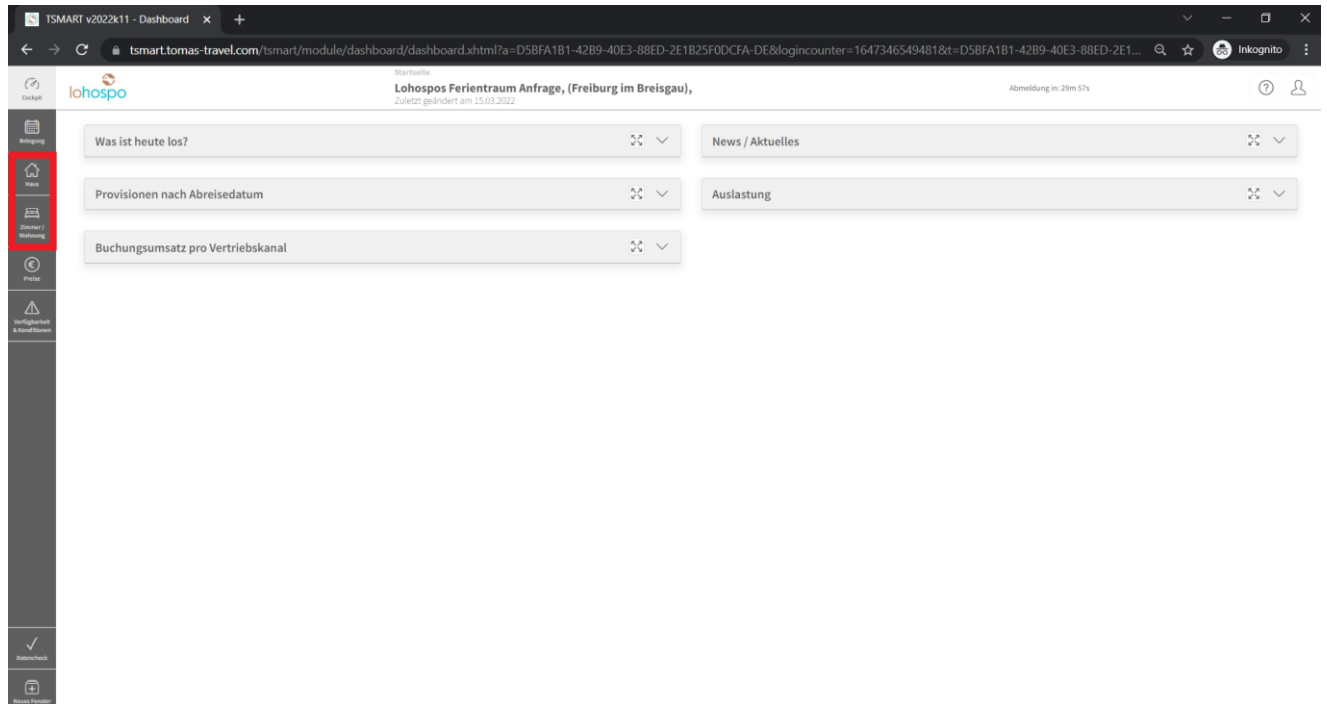 TSMART v2022k11 - Dashboard
tsmart.tomas-travel.com/tsmart/module/dashboard/dashboard.xhtml?a=D5BFA1B1-42B9-40E3-88ED-2E1B25F0DCFA-DE&logincounter=1647346549481&t=D5BFA1B1-42B9-40E3-88ED-2E1...
Inkognito
Cockpit
lohospo
Startseite
Lohospos Ferientraum Anfrage, (Freiburg im Breisgau),
Zuletzt geändert am 15.03.2022
Abmeldung in: 29m 57s
Belegung
Haus
Zimmer /
Wohnung
Preise
Verfügbarkeit
& Konditionen
Datencheck
Neues Fenster
Was ist heute los?
News / Aktuelles
Provisionen nach Abreisedatum
Auslastung
Buchungsumsatz pro Vertriebskanal